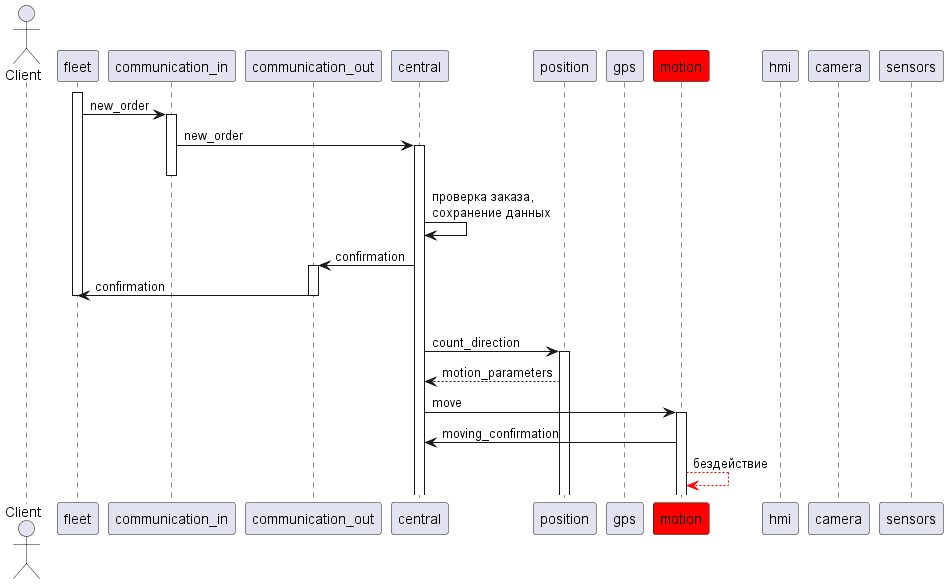 Client
fleet
communication_in
communication_out
central
position
gps
motion
hmi
camera
sensors
new_order
new_order
проверка заказа,
сохранение данных
confirmation
confirmation
count_direction
motion_parameters
move
moving_confirmation
бездействие
Client
fleet
communication_in
communication_out
central
position
gps
motion
hmi
camera
sensors